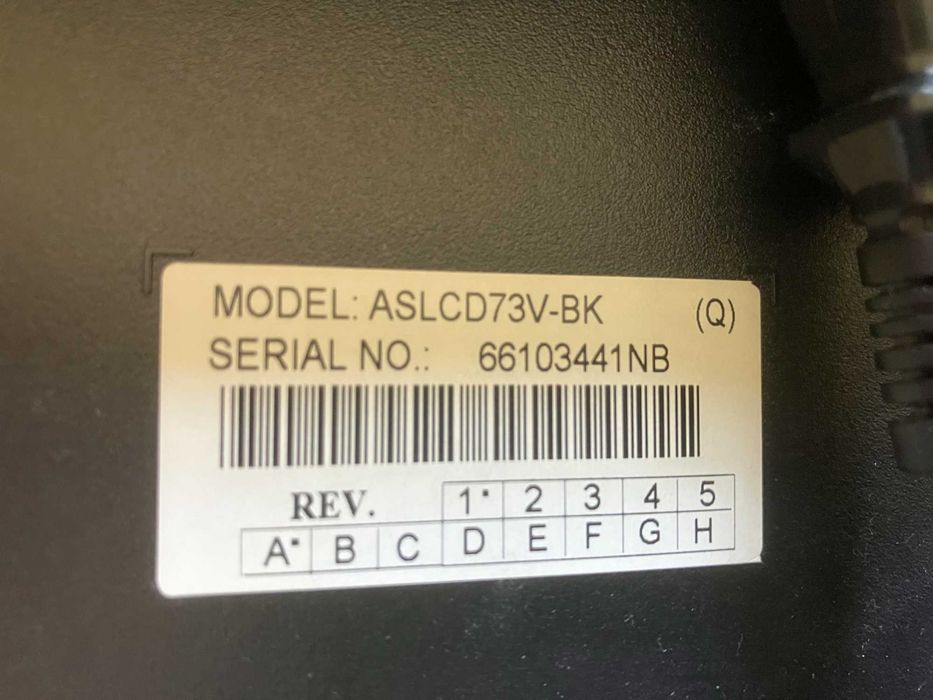 MODEL: ASLCD73V-BK (Q)
SERIAL NO.: 66103441NB
REV. 1▪ 2 3 4 5
A▪ B C D E F G H